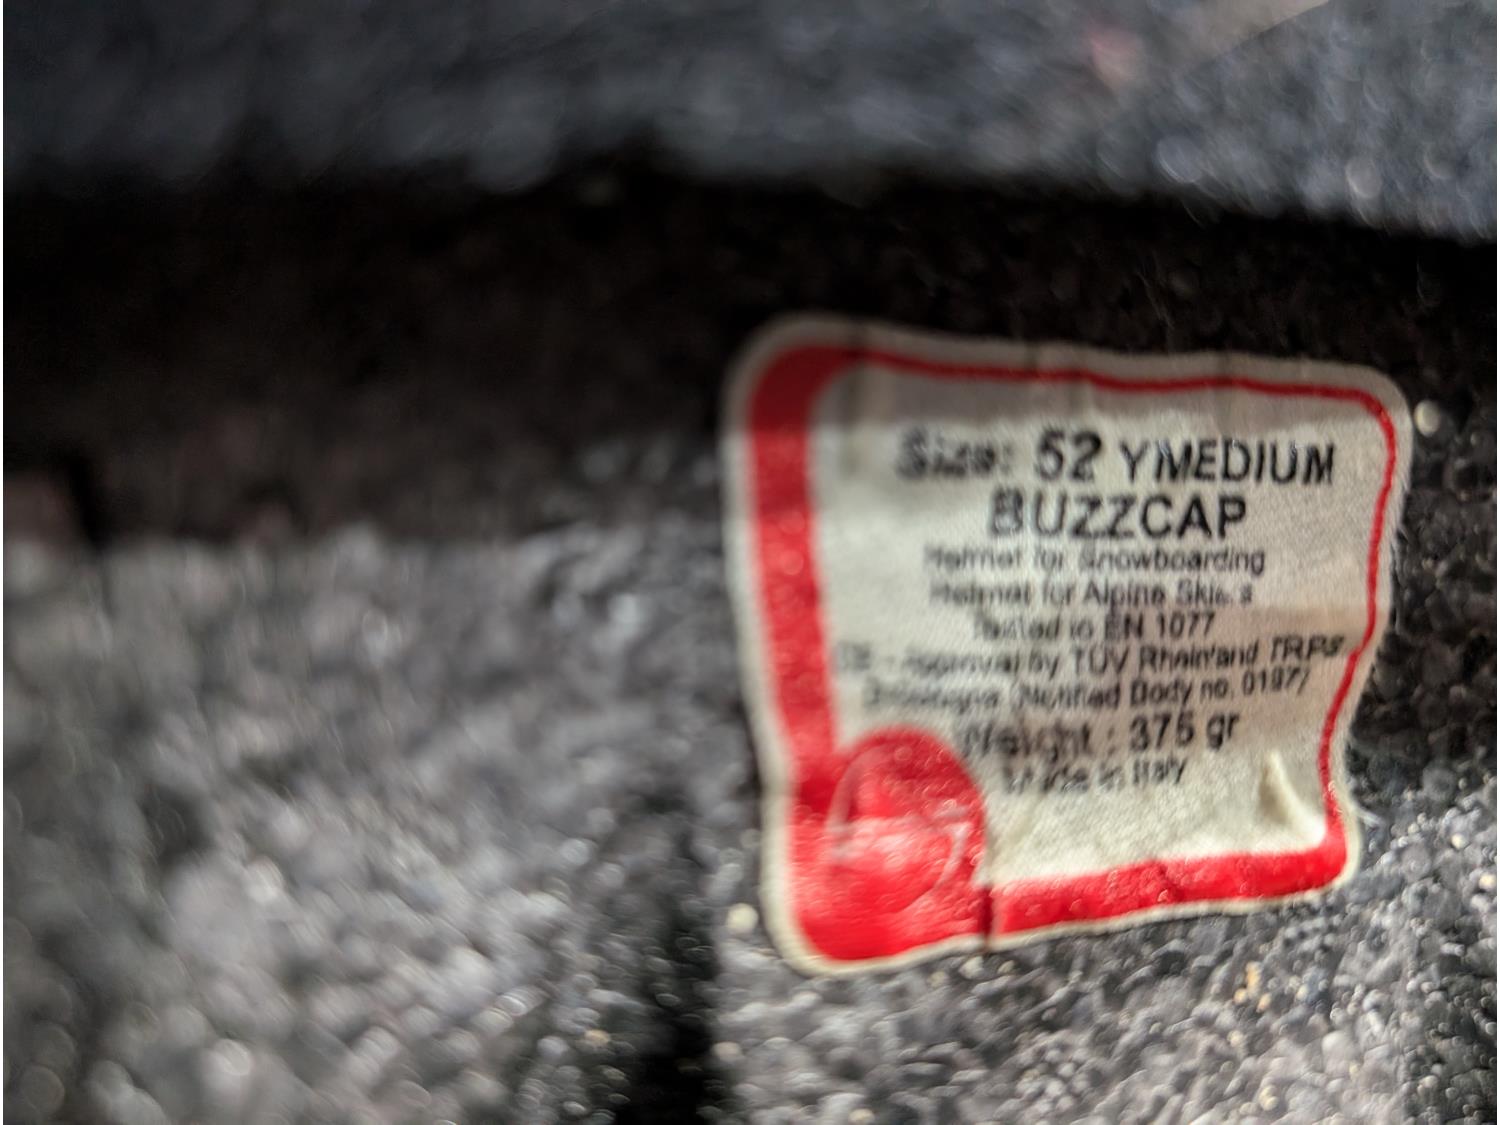 Size: 52 YMEDIUM
BUZZCAP
Helmet for Snowboarding
Helmet for Alpine
Tested to EN 1077
Approval by TÜV Rheinland
(Notified Body no. 0197)
Weight : 375 gr
Made in Italy